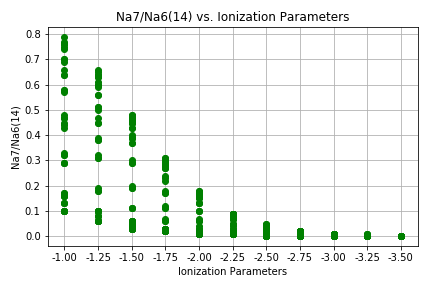 Na7/Na6(14) vs. Ionization Parameters
Na7/Na6(14)
0.8
0.7
0.6
0.5
0.4
0.3
0.2
0.1
0.0
-1.00 -1.25 -1.50 -1.75 -2.00 -2.25 -2.50 -2.75 -3.00 -3.25 -3.50
Ionization Parameters